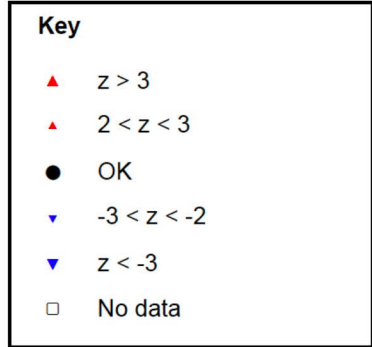 Key
z > 3
2 < z < 3
OK
-3 < z < -2
z < -3
No data